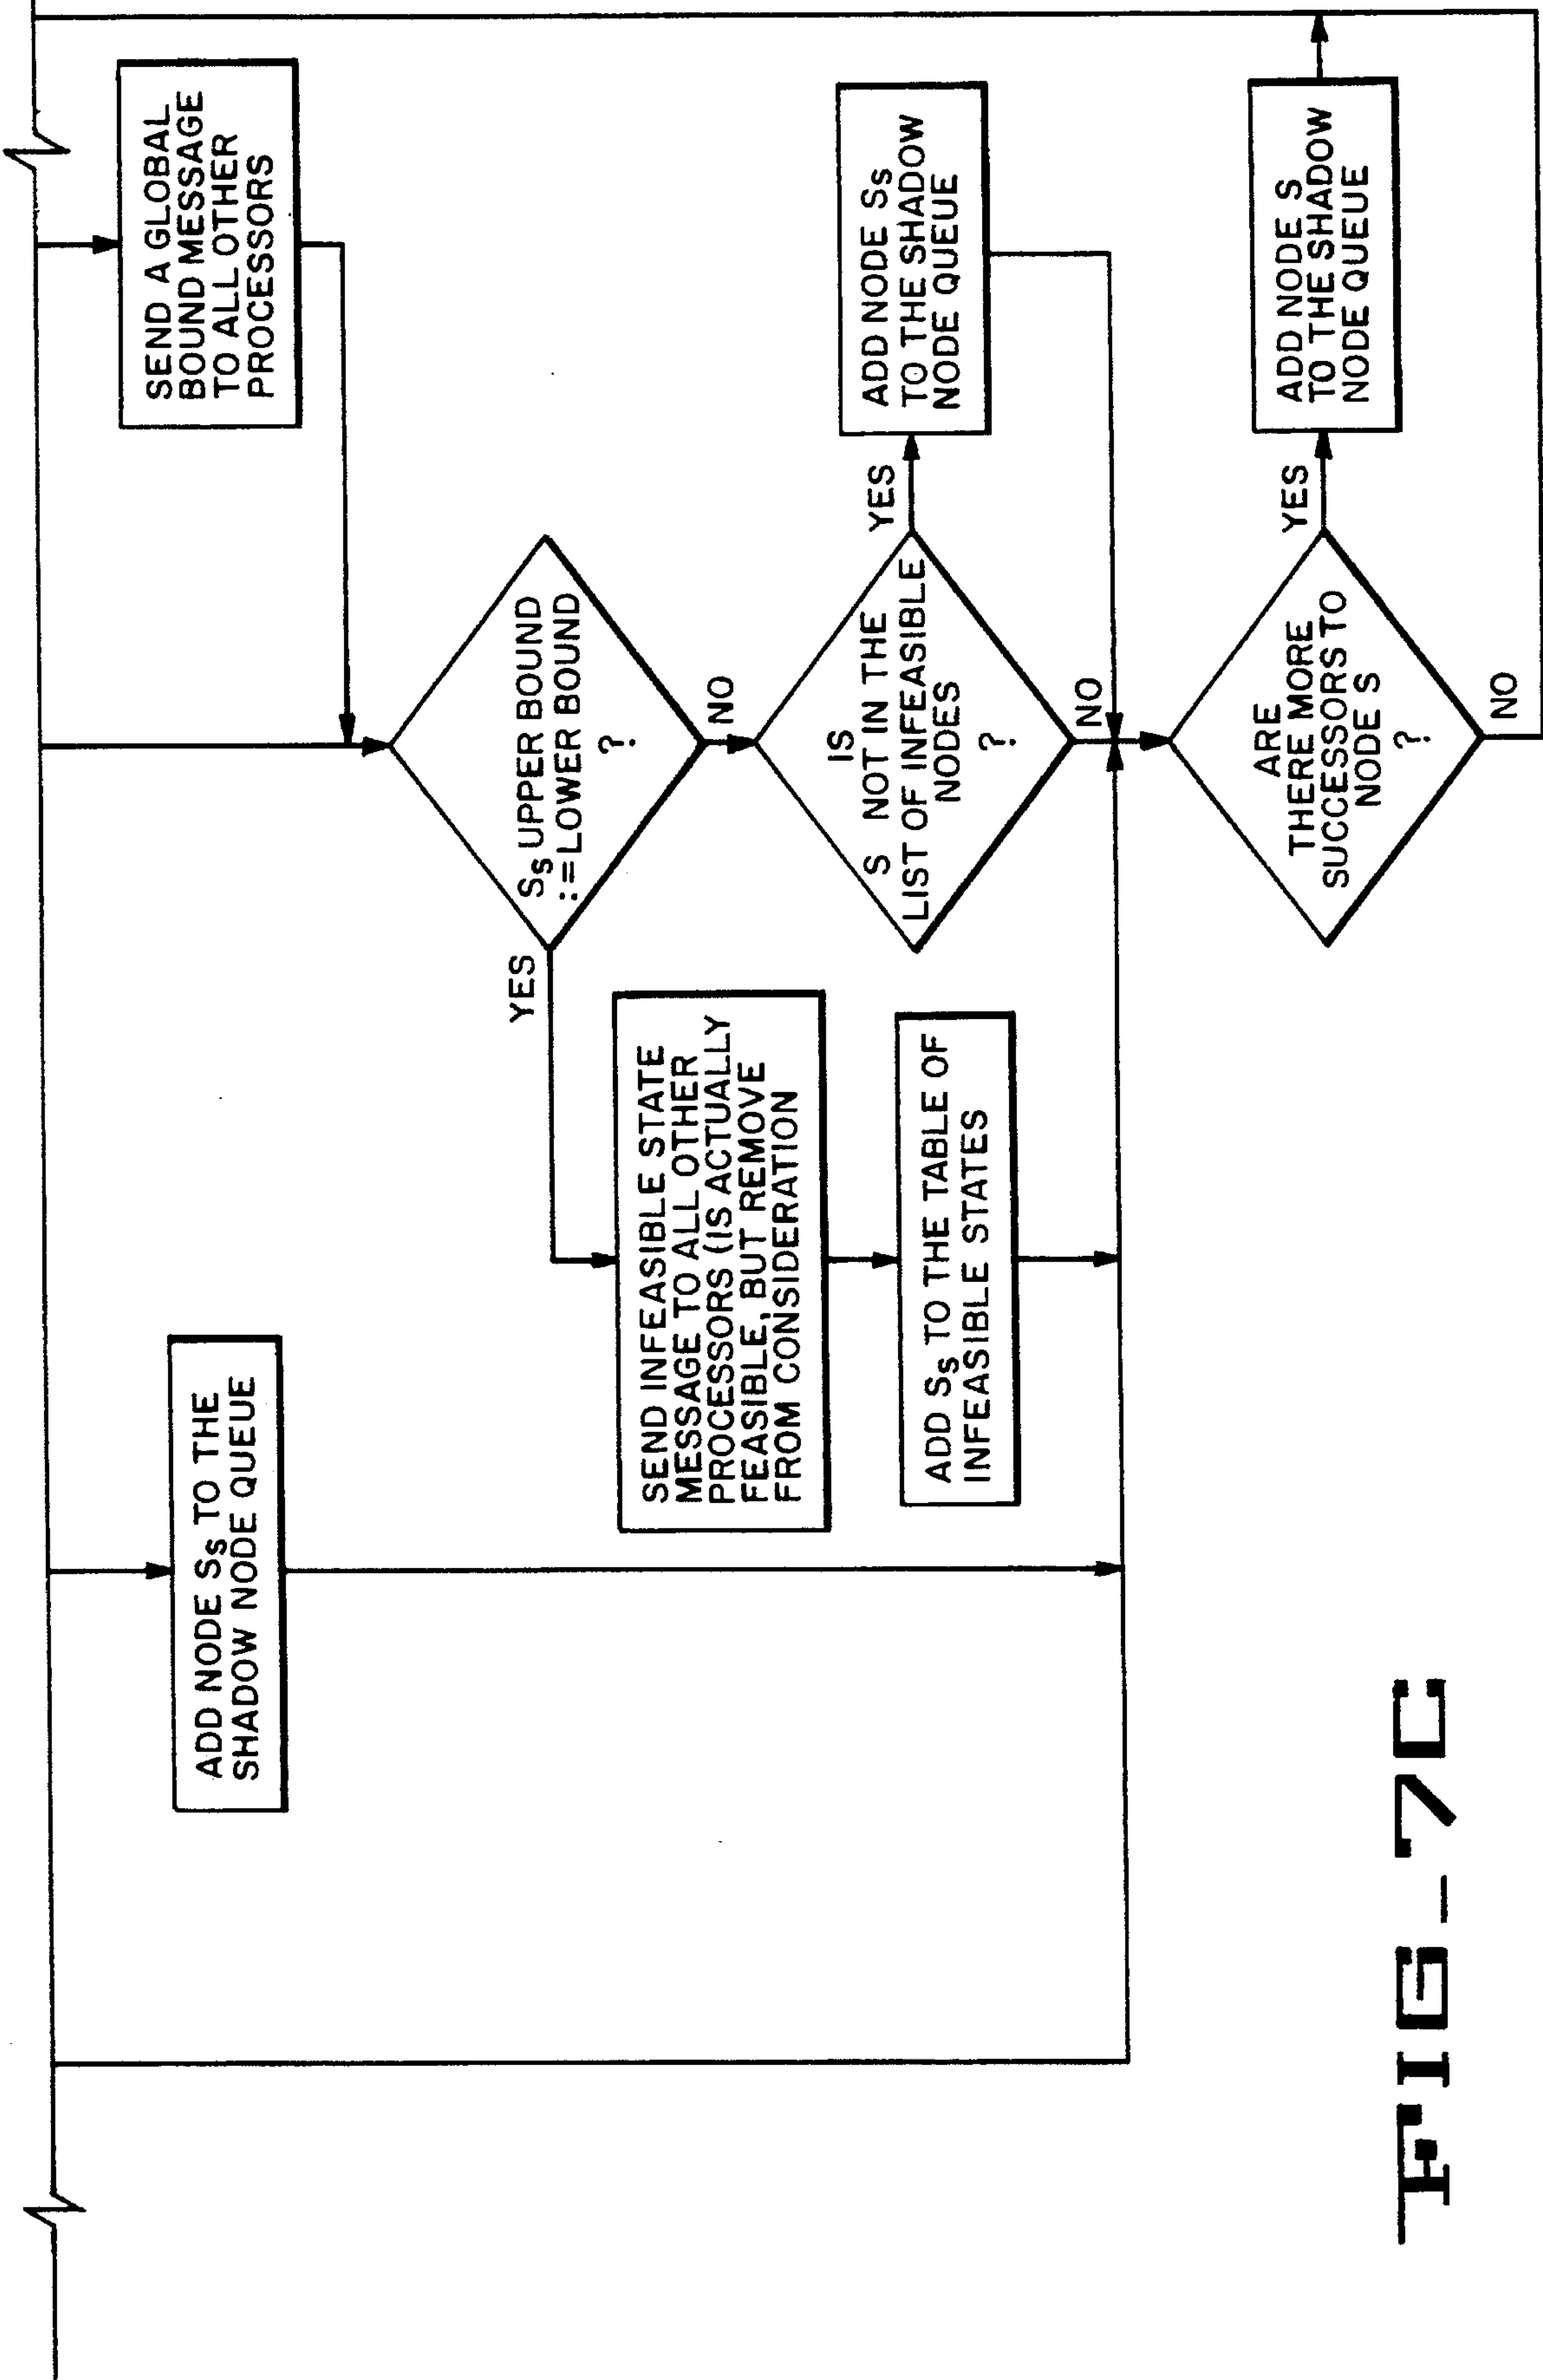 SEND A GLOBAL
BOUND MESSAGE
TO ALL OTHER
PROCESSORS
ADD NODE Ss TO THE
SHADOW NODE QUEUE
Ss UPPER BOUND
:=LOWER BOUND
?
YES
NO
SEND INFEASIBLE STATE
MESSAGE TO ALL OTHER
PROCESSORS (IS ACTUALLY
FEASIBLE, BUT REMOVE
FROM CONSIDERATION
IS
S NOT IN THE
LIST OF INFEASIBLE
NODES
?
YES
NO
ADD NODE Ss
TO THE SHADOW
NODE QUEUE
ADD Ss TO THE TABLE OF
INFEASIBLE STATES
ARE
THERE MORE
SUCCESSORS TO
NODE S
?
YES
NO
ADD NODE S
TO THE SHADOW
NODE QUEUE
FIG-7C